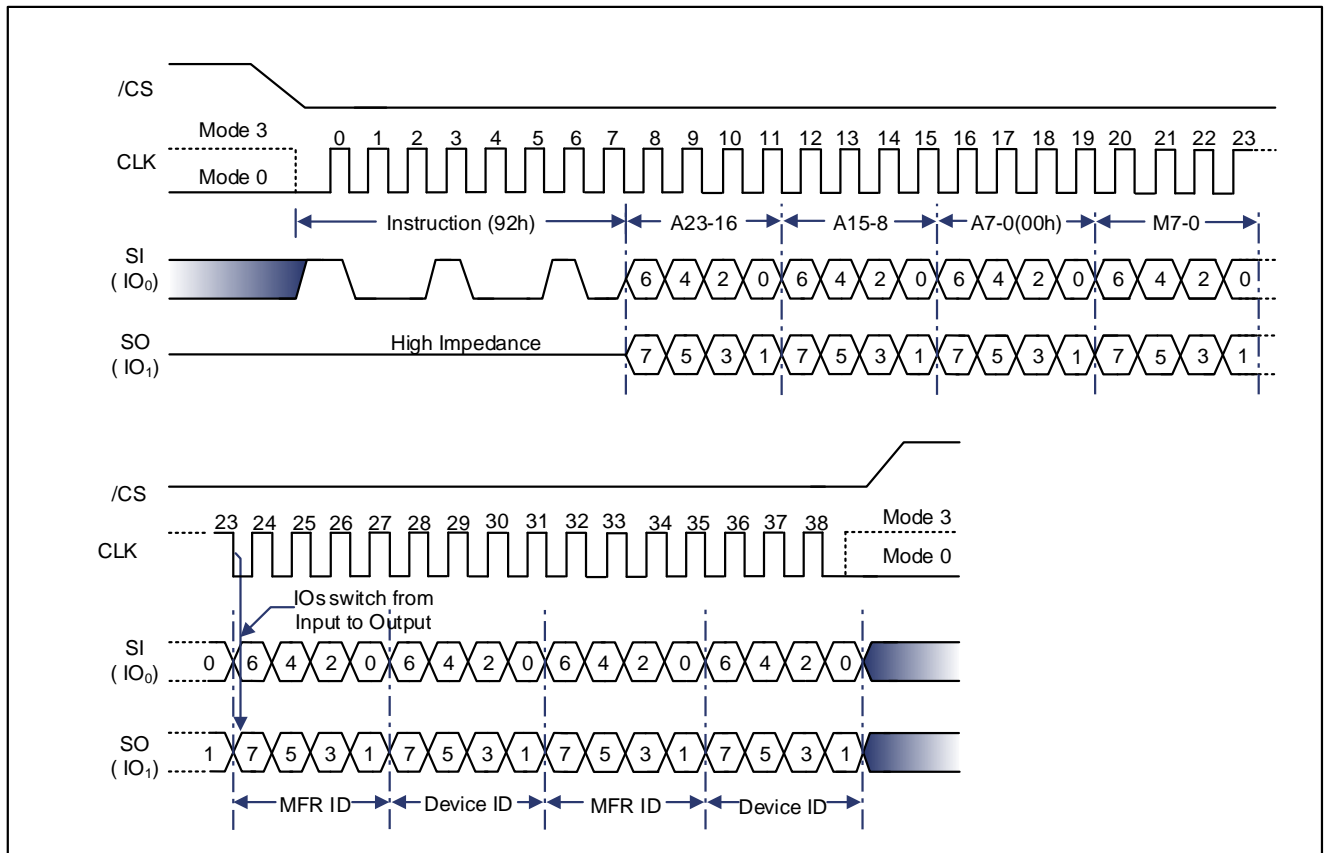 /CS
Mode 3
CLK
Mode 0
0 1 2 3 4 5 6 7 8 9 10 11 12 13 14 15 16 17 18 19 20 21 22 23
Instruction (92h) A23-16 A15-8 A7-0(00h) M7-0
SI
( IO0)
6 4 2 0 6 4 2 0 6 4 2 0 6 4 2 0
SO
( IO1)
High Impedance
7 5 3 1 7 5 3 1 7 5 3 1 7 5 3 1
/CS
23 24 25 26 27 28 29 30 31 32 33 34 35 36 37 38
Mode 3
CLK
Mode 0
IOs switch from
Input to Output
SI
( IO0)
0 6 4 2 0 6 4 2 0 6 4 2 0 6 4 2 0
SO
( IO1)
1 7 5 3 1 7 5 3 1 7 5 3 1 7 5 3 1
MFR ID Device ID MFR ID Device ID